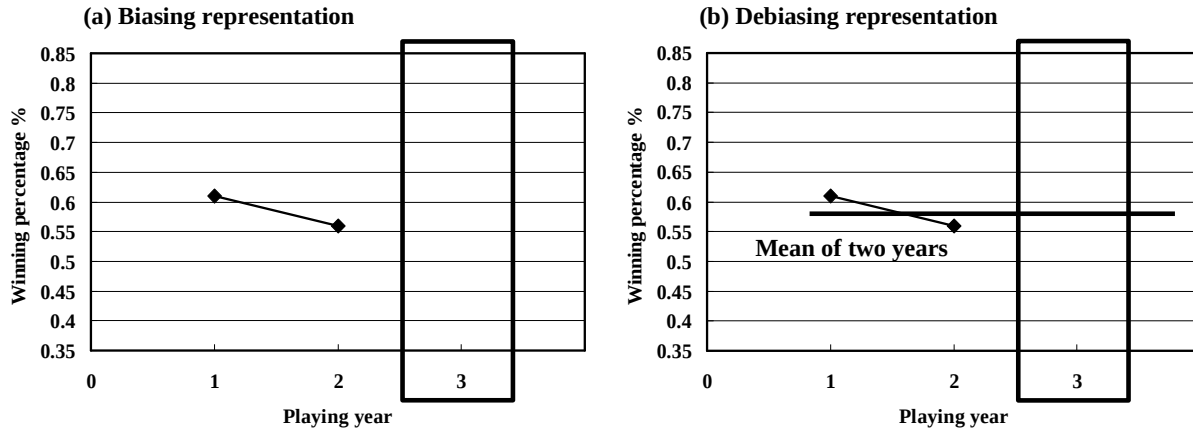 (a) Biasing representation
Winning percentage %
0.85
0.8
0.75
0.7
0.65
0.6
0.55
0.5
0.45
0.4
0.35
0 1 2 3
Playing year
(b) Debiasing representation
Winning percentage %
0.85
0.8
0.75
0.7
0.65
0.6
0.55
0.5
0.45
0.4
0.35
Mean of two years
0 1 2 3
Playing year